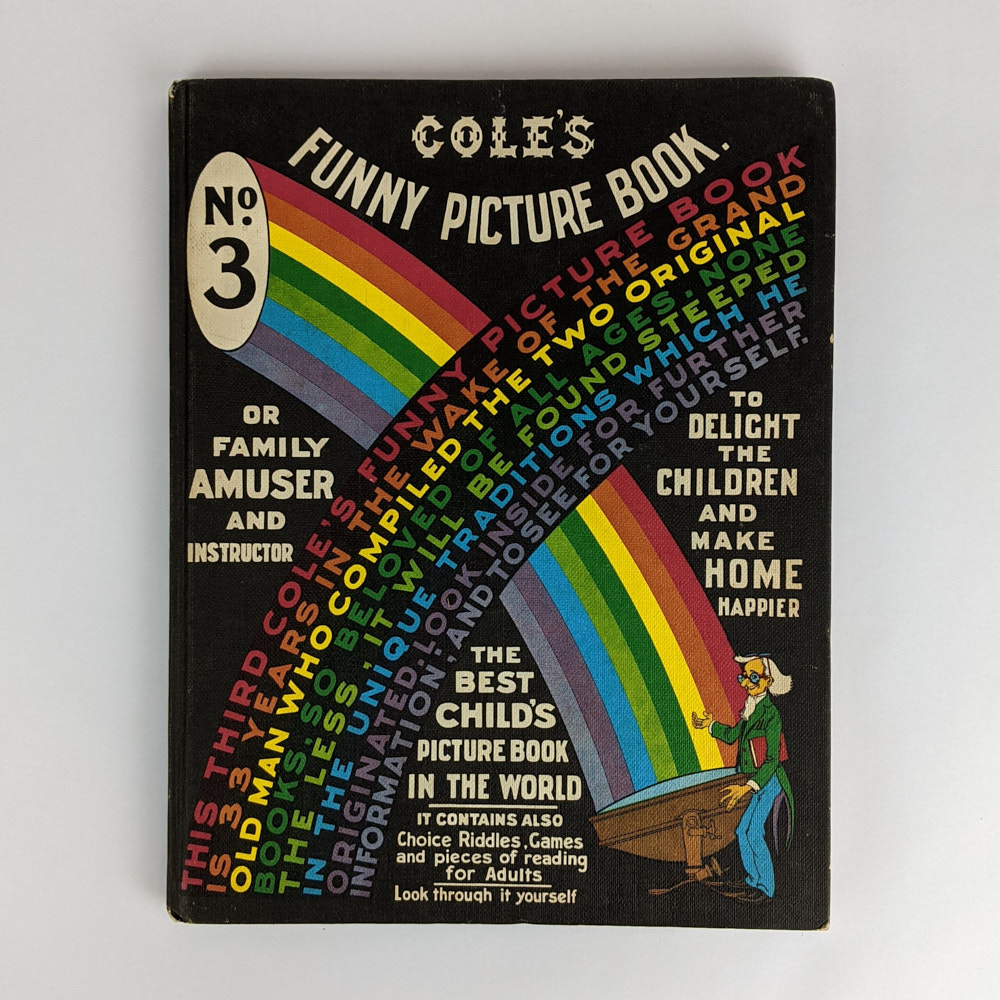 COLE'S
FUNNY PICTURE BOOK.
No.
3
THIS THIRD COLE'S FUNNY PICTURE BOOK
IS 33 YEARS IN THE WAKE OF THE GRAND
OLD MAN WHO COMPILED THE TWO ORIGINAL
BOOKS, SO BELOVED OF ALL AGES. NONE
THE LESS, IT WILL BE FOUND STEEPED
IN THE UNIQUE TRADITIONS WHICH HE
ORIGINATED. LOOK INSIDE FOR FURTHER
INFORMATION, AND TO SEE FOR YOURSELF.
OR
FAMILY
AMUSER
AND
INSTRUCTOR
TO
DELIGHT
THE
CHILDREN
AND
MAKE
HOME
HAPPIER
THE
BEST
CHILD'S
PICTURE BOOK
IN THE WORLD
IT CONTAINS ALSO
Choice Riddles, Games
and pieces of reading
for Adults
Look through it yourself